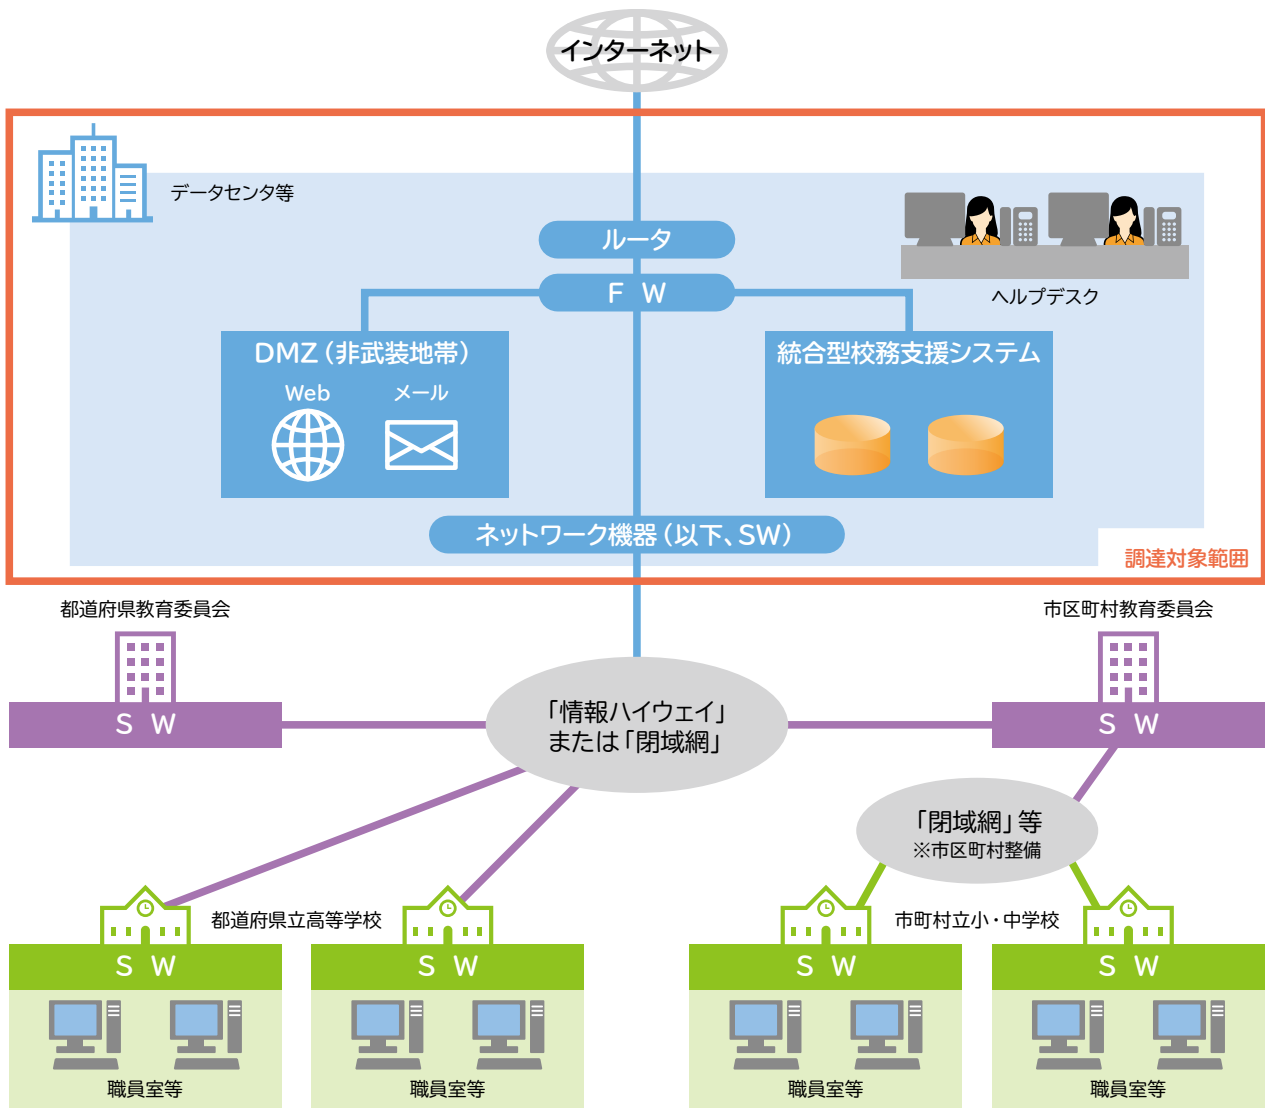 インターネット
データセンタ等
ルータ
F W
ヘルプデスク
DMZ（非武装地帯）
Web
メール
統合型校務支援システム
ネットワーク機器（以下、SW）
調達対象範囲
都道府県教育委員会
市区町村教育委員会
S W
「情報ハイウェイ」
または「閉域網」
S W
「閉域網」等
※市区町村整備
都道府県立高等学校
市町村立小・中学校
S W
S W
S W
S W
職員室等
職員室等
職員室等
職員室等